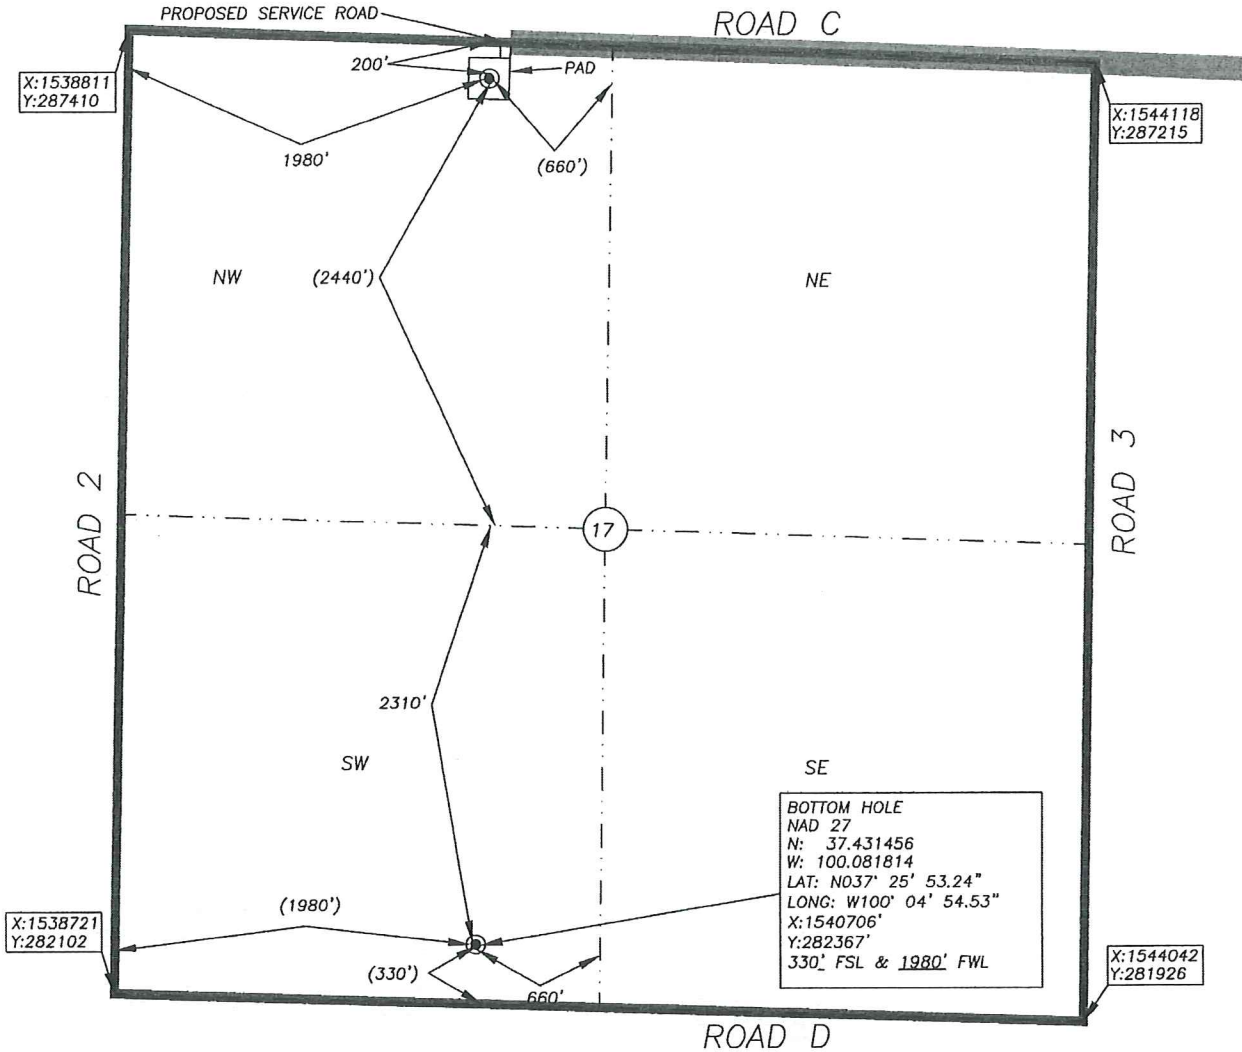 PROPOSED SERVICE ROAD
ROAD C
200'
PAD
X:1538811
Y:287410
X:1544118
Y:287215
1980'
(660')
NW
(2440')
NE
ROAD 2
17
ROAD 3
2310'
SW
SE
BOTTOM HOLE
NAD 27
N: 37.431456
W: 100.081814
LAT: N037° 25' 53.24"
LONG: W100° 04' 54.53"
X:1540706'
Y:282367'
330' FSL & 1980' FWL
(1980')
X:1538721
Y:282102
(330')
660'
X:1544042
Y:281926
ROAD D